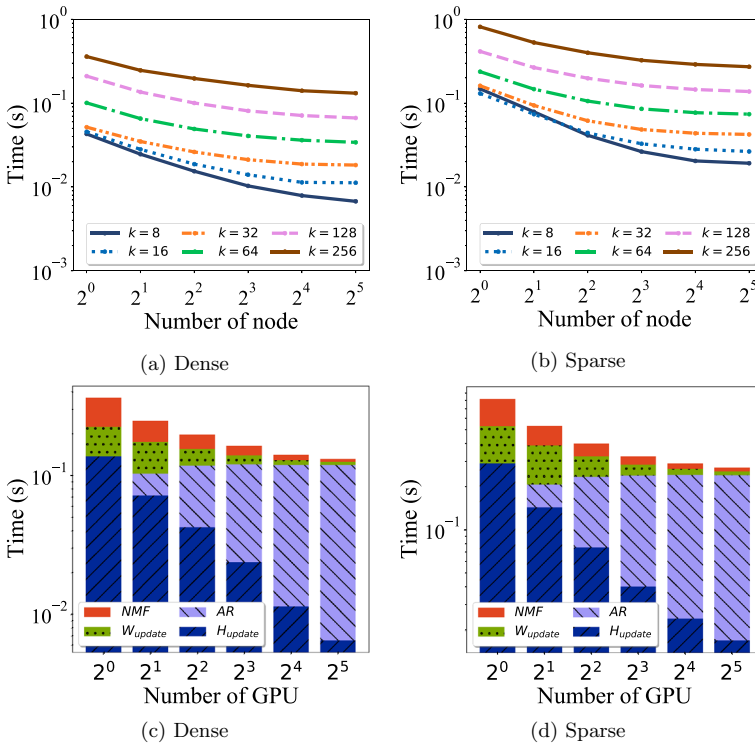 10^0
10^-1
10^-2
10^-3
Time (s)
k = 8
k = 16
k = 32
k = 64
k = 128
k = 256
2^0 2^1 2^2 2^3 2^4 2^5
Number of node
(a) Dense
10^0
10^-1
10^-2
10^-3
Time (s)
k = 8
k = 16
k = 32
k = 64
k = 128
k = 256
2^0 2^1 2^2 2^3 2^4 2^5
Number of node
(b) Sparse
10^-1
10^-2
Time (s)
NMF
W_update
AR
H_update
2^0 2^1 2^2 2^3 2^4 2^5
Number of GPU
(c) Dense
10^-1
Time (s)
NMF
W_update
AR
H_update
2^0 2^1 2^2 2^3 2^4 2^5
Number of GPU
(d) Sparse